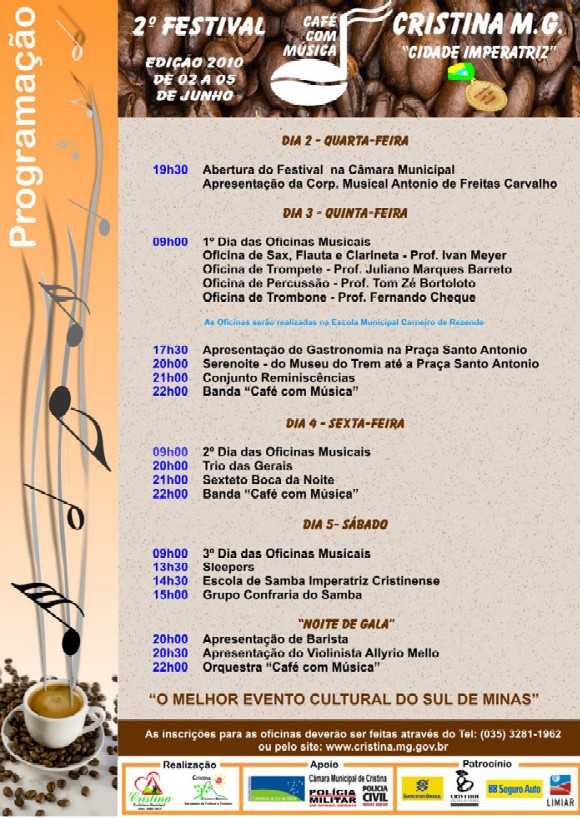 Programação
2º FESTIVAL
EDIÇÃO 2010
DE 02 A 05
DE JUNHO
CAFÉ
COM
MÚSICA
CRISTINA M.G.
"CIDADE IMPERATRIZ"
DIA 2 - QUARTA-FEIRA
19h30 Abertura do Festival na Câmara Municipal
Apresentação da Corp. Musical Antonio de Freitas Carvalho
DIA 3 - QUINTA-FEIRA
09h00 1º Dia das Oficinas Musicais
Oficina de Sax, Flauta e Clarineta - Prof. Ivan Meyer
Oficina de Trompete - Prof. Juliano Marques Barreto
Oficina de Percussão - Prof. Tom Zé Bortoloto
Oficina de Trombone - Prof. Fernando Cheque
As Oficinas serão realizadas na Escola Municipal Carneiro de Rezende
17h30 Apresentação de Gastronomia na Praça Santo Antonio
20h00 Serenoite - do Museu do Trem até a Praça Santo Antonio
21h00 Conjunto Reminiscências
22h00 Banda “Café com Música”
DIA 4 - SEXTA-FEIRA
09h00 2º Dia das Oficinas Musicais
20h00 Trio das Gerais
21h00 Sexteto Boca da Noite
22h00 Banda “Café com Música”
DIA 5- SÁBADO
09h00 3º Dia das Oficinas Musicais
13h30 Sleepers
14h30 Escola de Samba Imperatriz Cristinense
15h00 Grupo Confraria do Samba
"NOITE DE GALA"
20h00 Apresentação de Barista
20h30 Apresentação do Violinista Allyrio Mello
22h00 Orquestra “Café com Música”
“O MELHOR EVENTO CULTURAL DO SUL DE MINAS”
As inscrições para as oficinas deverão ser feitas através do Tel: (035) 3281-1962
ou pelo site: www.cristina.mg.gov.br
Realização
Apoio
Patrocínio
Cristina
Cristina
Câmara Municipal de Cristina
POLÍCIA
MILITAR
POLÍCIA
CIVIL
BB Seguro Auto
LIMIAR